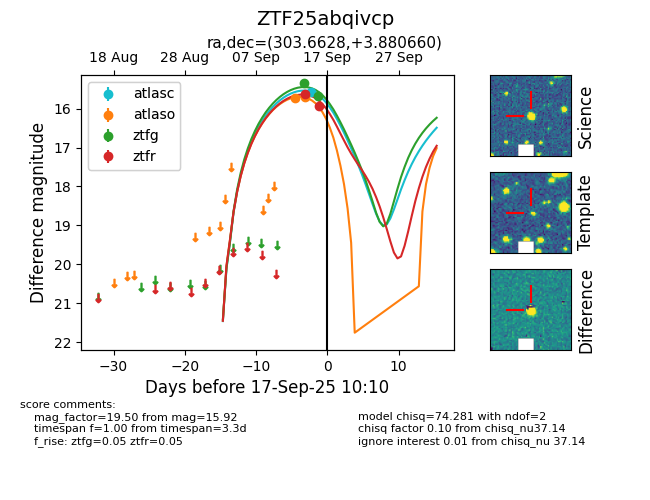 ZTF25abqivcp
ra,dec=(303.6628,+3.880660)
18 Aug 28 Aug 07 Sep 17 Sep 27 Sep
atlasc
atlaso
ztfg
ztfr
16
17
18
19
20
21
22
Difference magnitude
−30 −20 −10 0 10
Days before 17-Sep-25 10:10
Science
Template
Difference
score comments:
mag_factor=19.50 from mag=15.92
timespan f=1.00 from timespan=3.3d
f_rise: ztfg=0.05 ztfr=0.05
model chisq=74.281 with ndof=2
chisq factor 0.10 from chisq_nu37.14
ignore interest 0.01 from chisq_nu 37.14